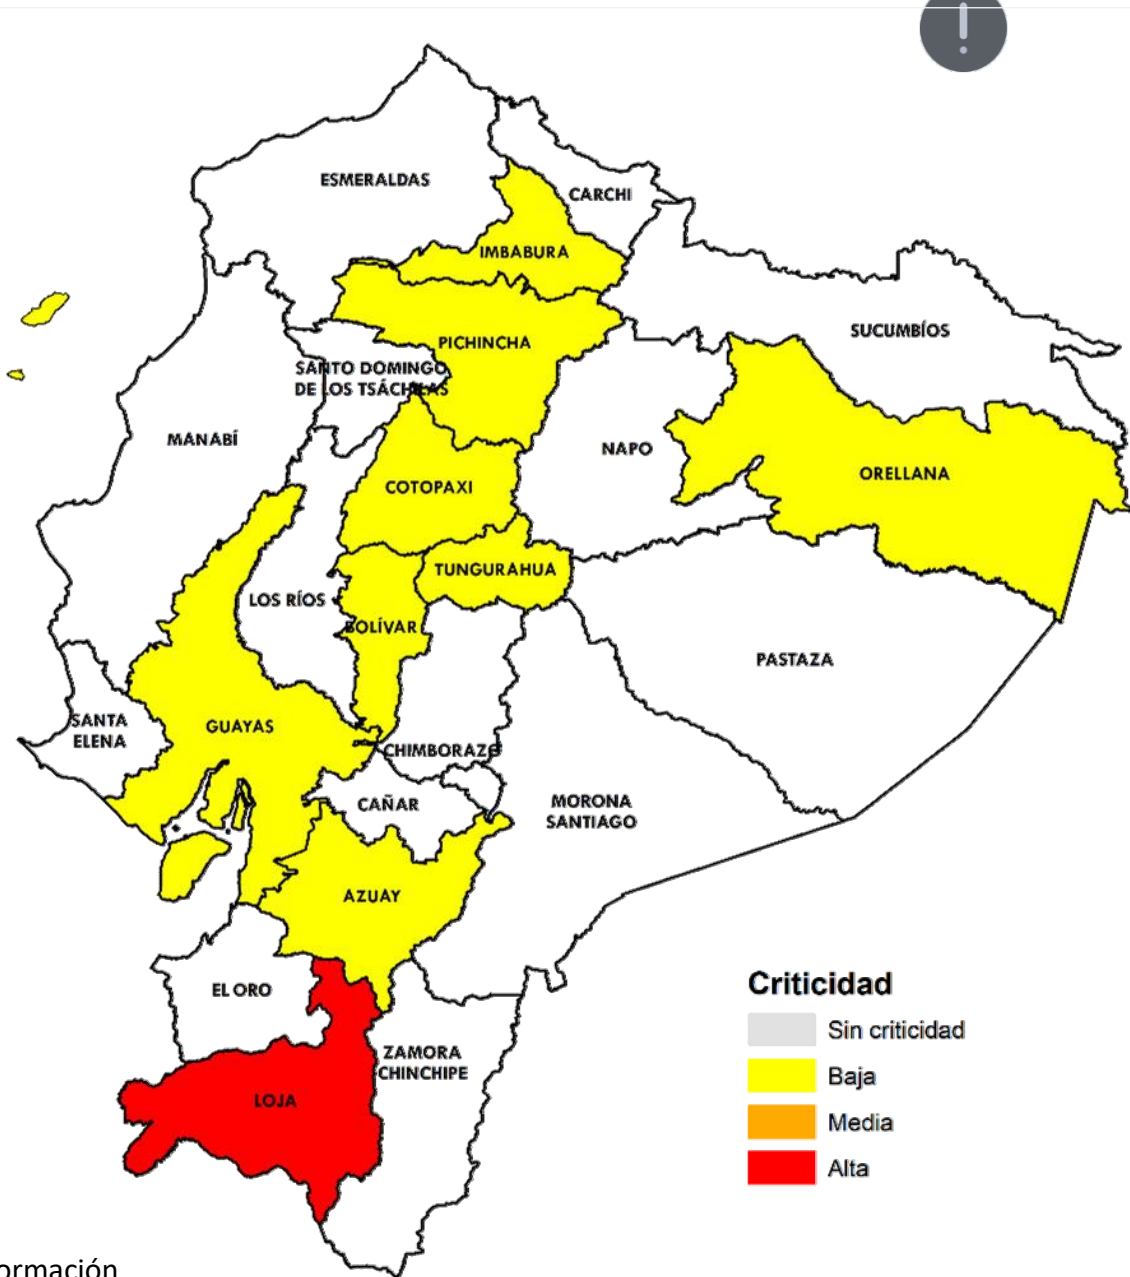 ESMERALDAS
CARCHI
IMBABURA
SUCUMBÍOS
PICHINCHA
SANTO DOMINGO
DE LOS TSÁCHILAS
MANABÍ
NAPO
ORELLANA
COTOPAXI
TUNGURAHUA
LOS RÍOS
BOLÍVAR
PASTAZA
SANTA
ELENA
GUAYAS
CHIMBORAZO
CAÑAR
MORONA
SANTIAGO
AZUAY
EL ORO
ZAMORA
CHINCHIPE
LOJA
Criticidad
Sin criticidad
Baja
Media
Alta
ormación